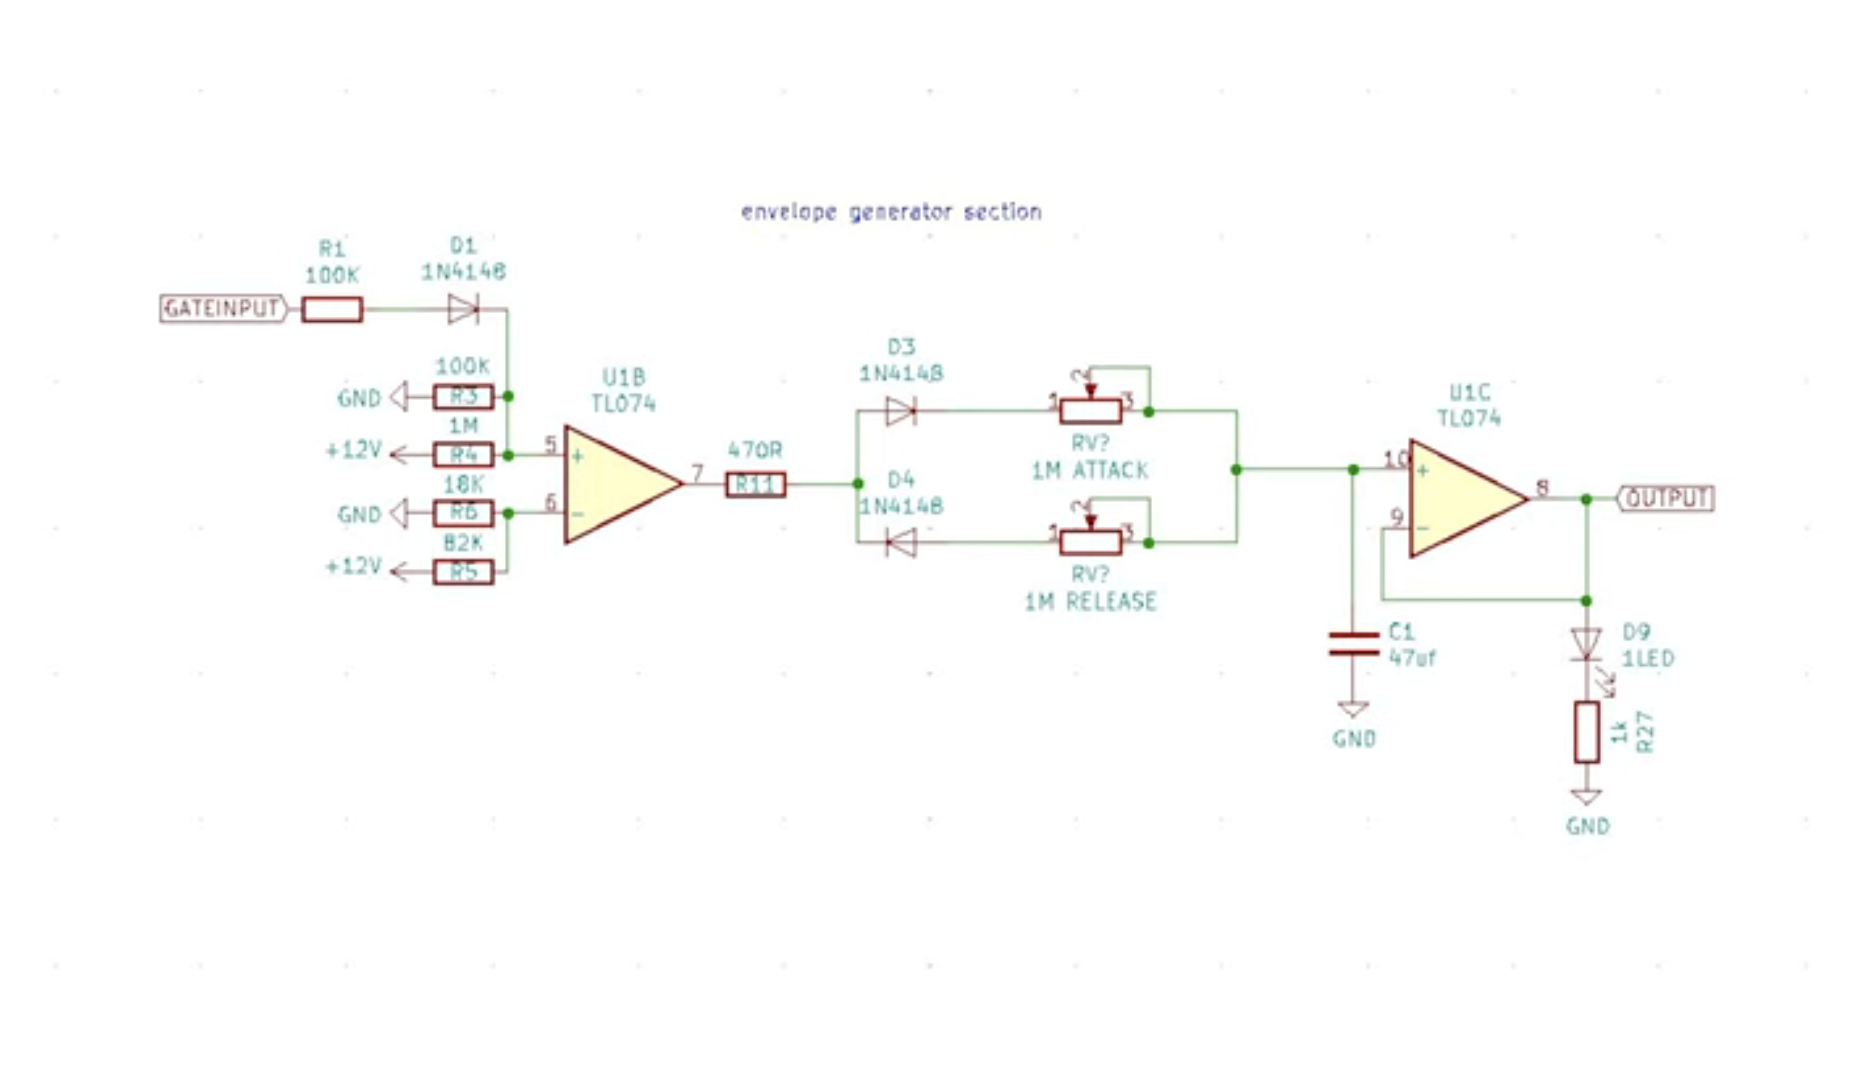 envelope generator section
R1
100K
D1
1N4148
GATEINPUT
100K
R3
GND
1M
R4
+12V
18K
R6
GND
82K
R5
+12V
U1B
TL074
5
+
6
-
7
470R
R11
D3
1N4148
D4
1N4148
1
2
3
RV?
1M ATTACK
1
2
3
RV?
1M RELEASE
U1C
TL074
10
+
9
-
8
OUTPUT
C1
47uf
GND
D9
1LED
1k
R27
GND